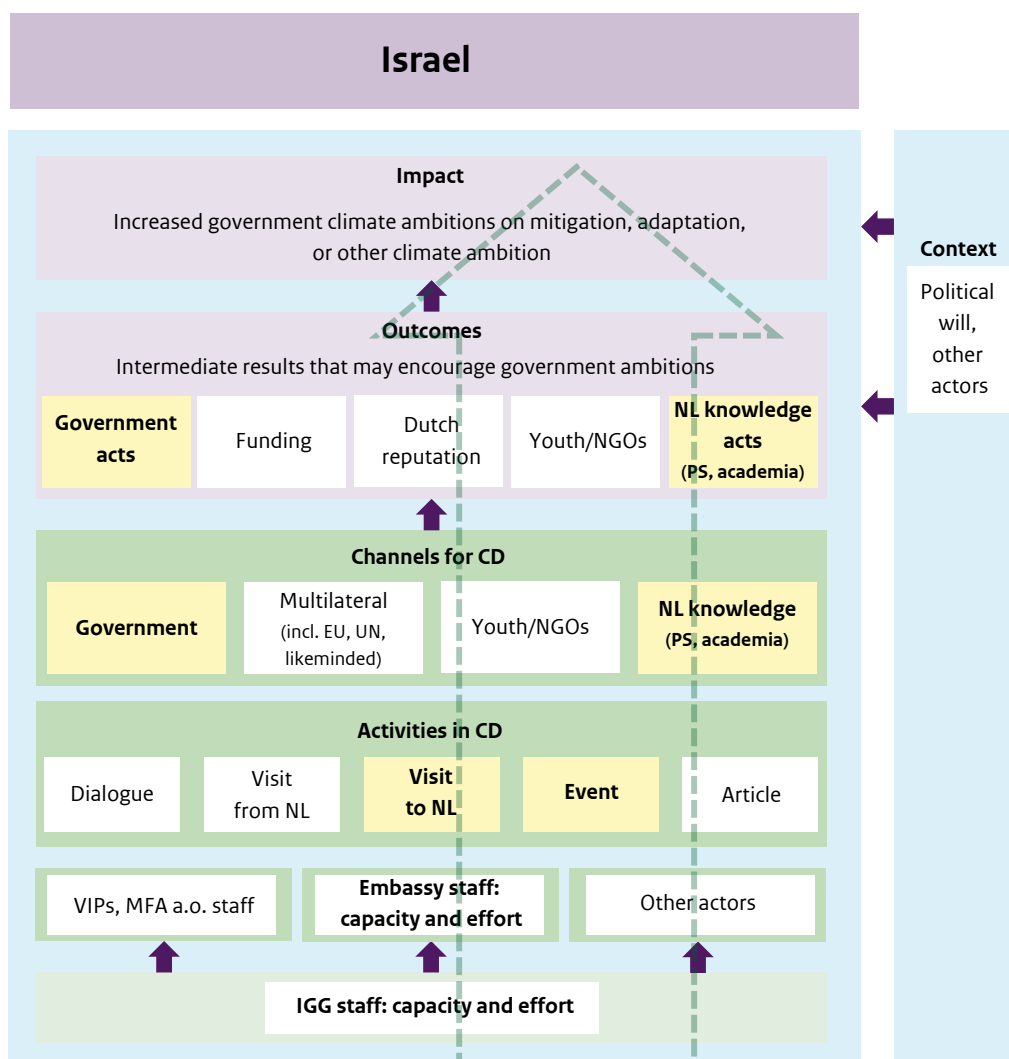 Israel
Impact
Increased government climate ambitions on mitigation, adaptation,
or other climate ambition
Context
Political
will,
other
actors
Outcomes
Intermediate results that may encourage government ambitions
Government
acts
Funding
Dutch
reputation
Youth/NGOs
NL knowledge
acts
(PS, academia)
Channels for CD
Government
Multilateral
(incl. EU, UN,
likeminded)
Youth/NGOs
NL knowledge
(PS, academia)
Activities in CD
Dialogue
Visit
from NL
Visit
to NL
Event
Article
VIPs, MFA a.o. staff
Embassy staff:
capacity and effort
Other actors
IGG staff: capacity and effort